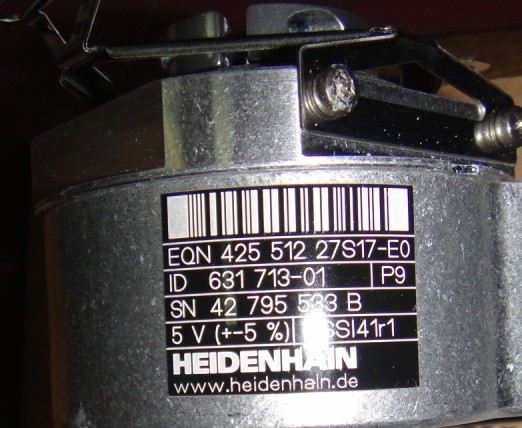 EQN 425 512 27S17-E0
ID 631 713-01 P9
SN 42 795 533 B
5 V (+-5 %) SSI41r1
HEIDENHAIN
www.heidenhain.de